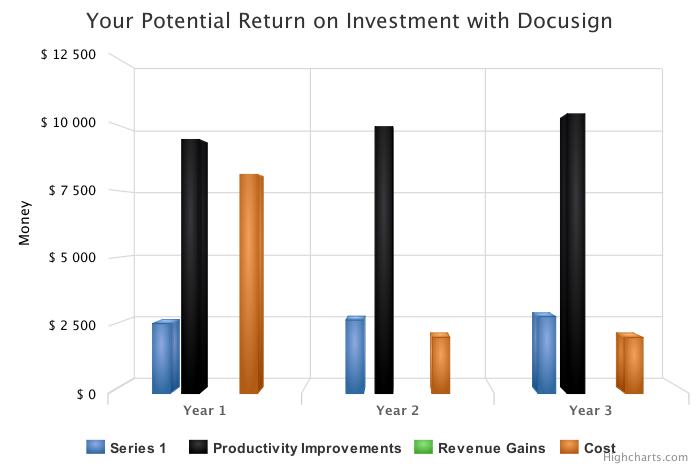 Your Potential Return on Investment with Docusign
$ 12 500
$ 10 000
$ 7 500
$ 5 000
$ 2 500
$ 0
Money
Year 1 Year 2 Year 3
Series 1 Productivity Improvements Revenue Gains Cost
Highcharts.com